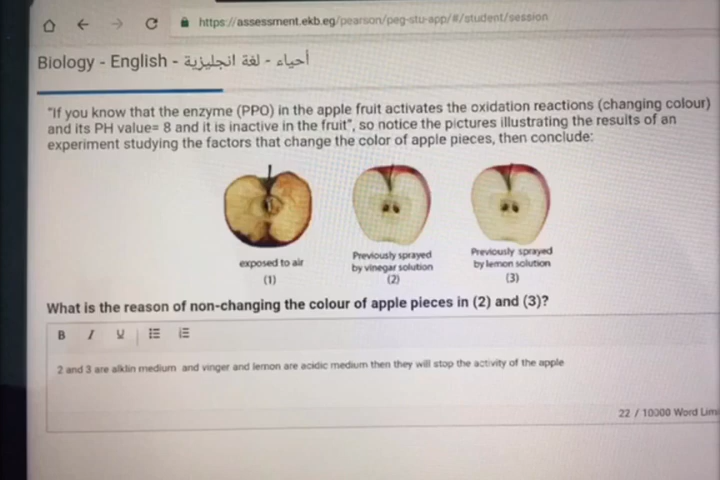 https://assessment.ekb.eg/pearson/peg-stu-app/#/student/session
Biology - English - أحياء - لغة انجليزية
"If you know that the enzyme (PPO) in the apple fruit activates the oxidation reactions (changing colour)
and its PH value= 8 and it is inactive in the fruit", so notice the pictures illustrating the results of an
experiment studying the factors that change the color of apple pieces, then conclude:
exposed to air
(1)
Previously sprayed
by vinegar solution
(2)
Previously sprayed
by lemon solution
(3)
What is the reason of non-changing the colour of apple pieces in (2) and (3)?
B I U
2 and 3 are alklin medium and vinger and lemon are acidic medium then they will stop the activity of the apple
22 / 10000 Word Limi